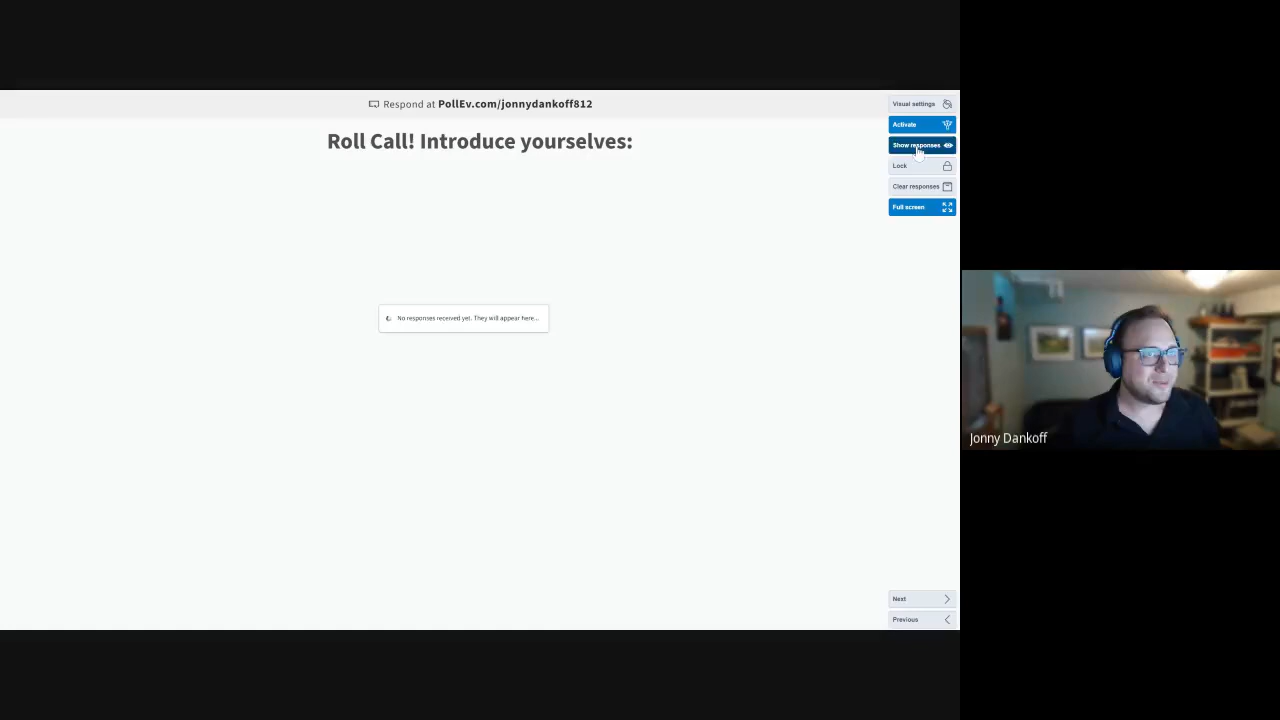 Respond at PollEv.com/jonnydankoff812
Roll Call! Introduce yourselves:
Visual settings
Activate
Show responses
Lock
Clear responses
Full screen
No responses received yet. They will appear here...
Jonny Dankoff
Next
Previous